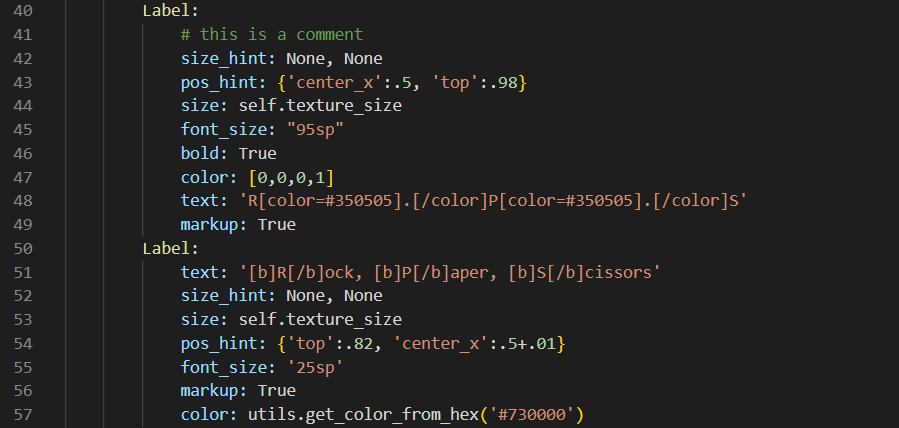 40 Label:
41 # this is a comment
42 size_hint: None, None
43 pos_hint: {'center_x':.5, 'top':.98}
44 size: self.texture_size
45 font_size: "95sp"
46 bold: True
47 color: [0,0,0,1]
48 text: 'R[color=#350505].[/color]P[color=#350505].[/color]S'
49 markup: True
50 Label:
51 text: '[b]R[/b]ock, [b]P[/b]aper, [b]S[/b]cissors'
52 size_hint: None, None
53 size: self.texture_size
54 pos_hint: {'top':.82, 'center_x':.5+.01}
55 font_size: '25sp'
56 markup: True
57 color: utils.get_color_from_hex('#730000')